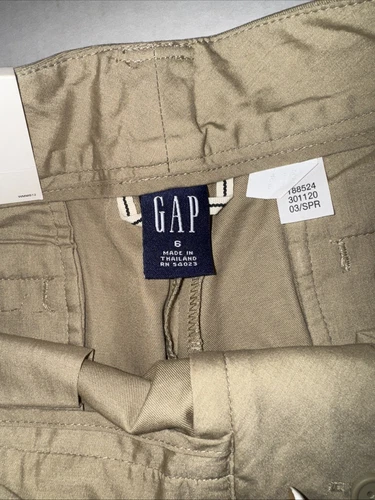 GAP
6
MADE IN
THAILAND
RN 54023
188524
301120
03/SPR